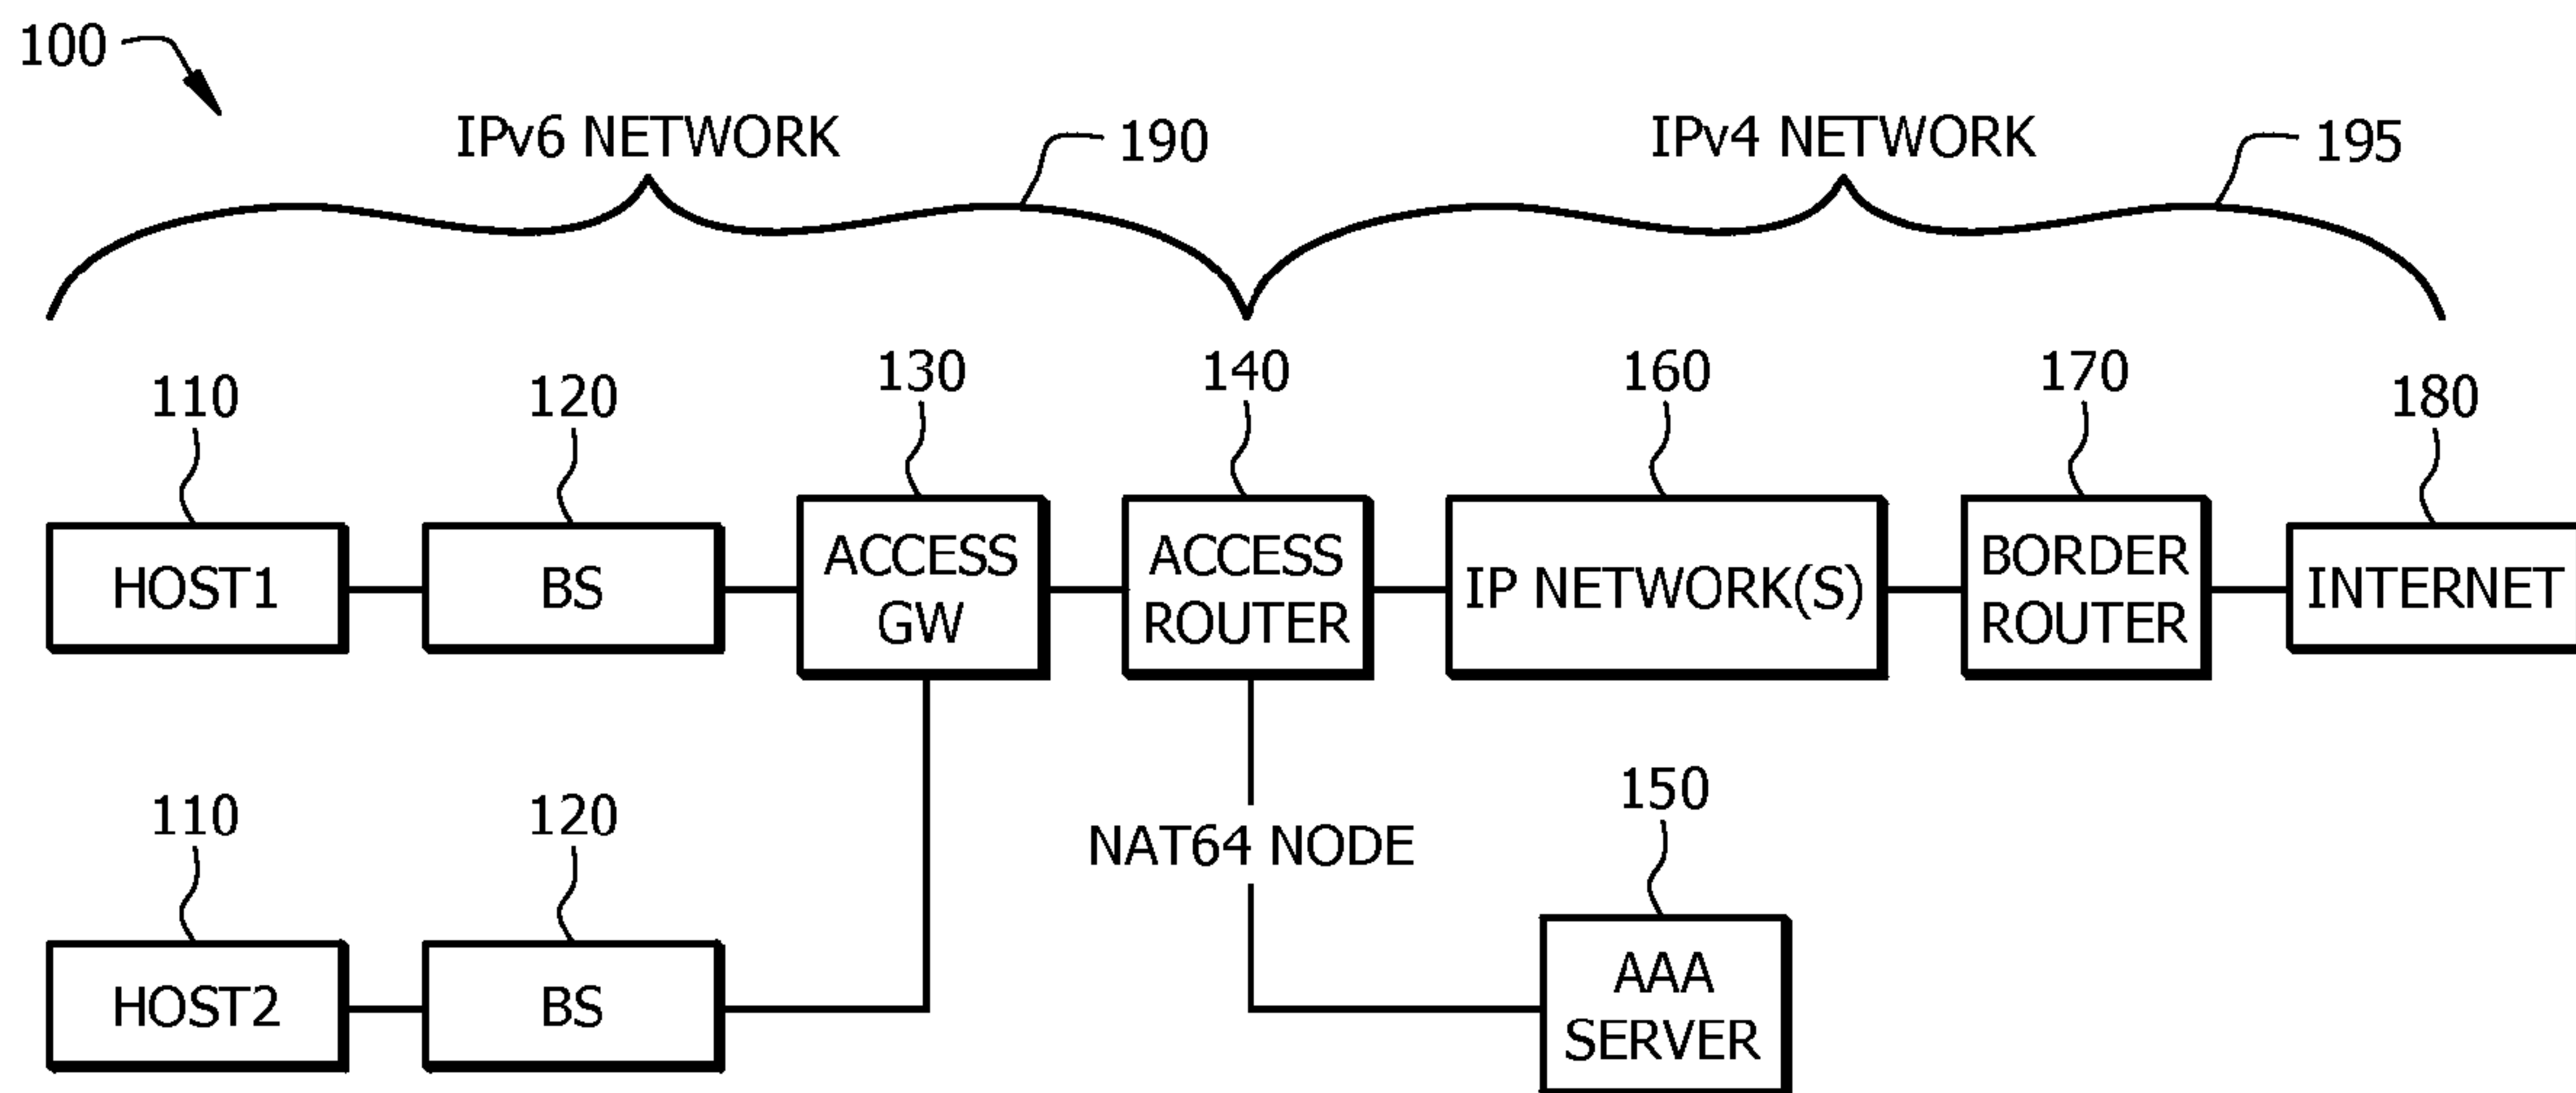 100
IPv6 NETWORK
190
IPv4 NETWORK
195
110
120
130
140
160
170
180
HOST1
BS
ACCESS
GW
ACCESS
ROUTER
IP NETWORK(S)
BORDER
ROUTER
INTERNET
110
120
NAT64 NODE
150
HOST2
BS
AAA
SERVER